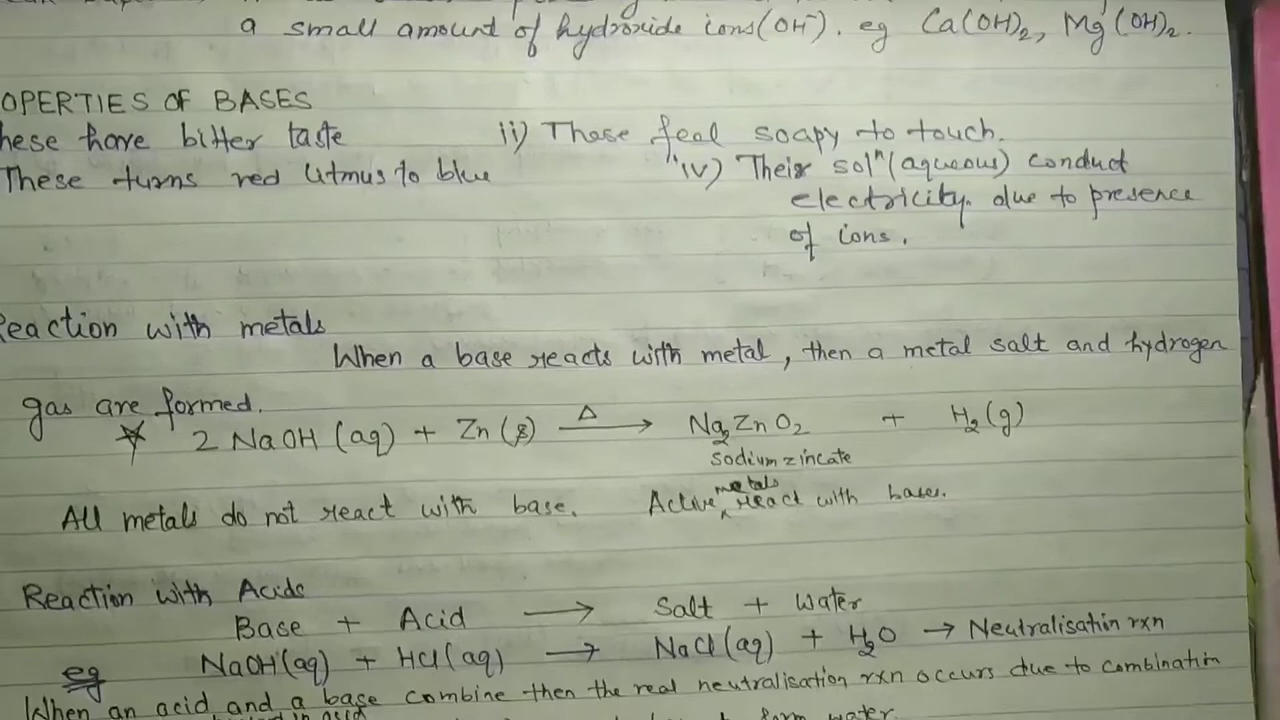 a small amount of hydroxide ions(OH⁻). eg Ca(OH)₂, Mg(OH)₂.
OPERTIES OF BASES
hese have bitter taste ii) These feel soapy to touch.
These turns red litmus to blue iv) Their solⁿ (aqueous) conduct
electricity. due to presence
of ions.
Reaction with metals
When a base reacts with metal, then a metal salt and hydrogen
gas are formed.
☆ 2 NaOH (aq) + Zn(s) —Δ→ Na₂ZnO₂ + H₂(g)
Sodium zincate
All metals do not react with base. Active metals react with bases.
Reaction with Acids
Base + Acid → Salt + Water
eg NaOH(aq) + HCl(aq) → NaCl(aq) + H₂O → Neutralisation rxn
When an acid and a base combine then the real neutralisation rxn occurs due to combination
in acid form water.